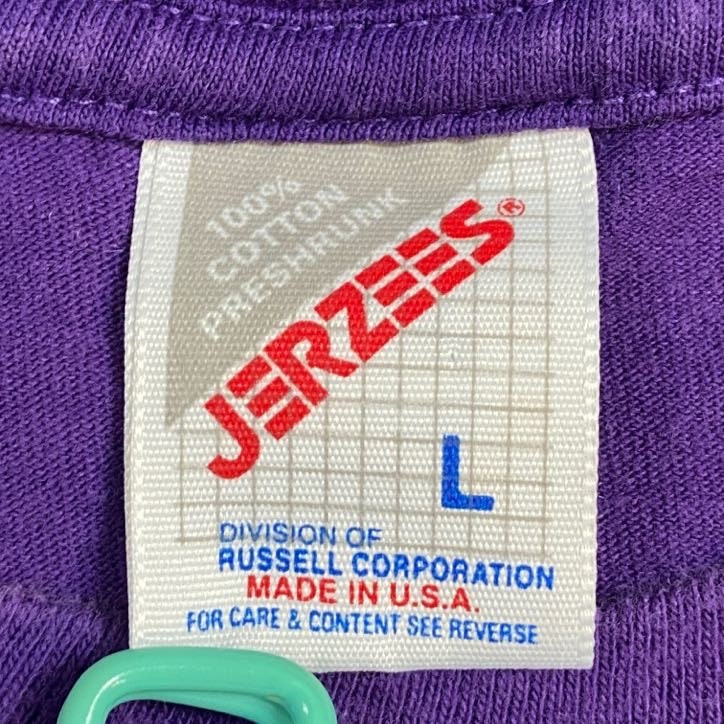 100%
COTTON
PRESHRUNK
JERZEES®
L
DIVISION OF
RUSSELL CORPORATION
MADE IN U.S.A.
FOR CARE & CONTENT SEE REVERSE